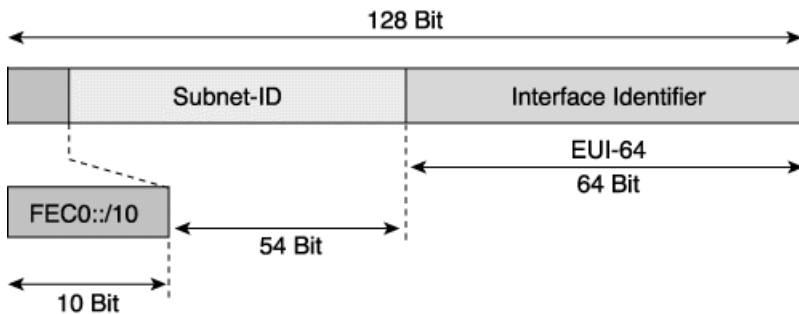 128 Bit
Subnet-ID
Interface Identifier
EUI-64
64 Bit
FEC0::/10
54 Bit
10 Bit